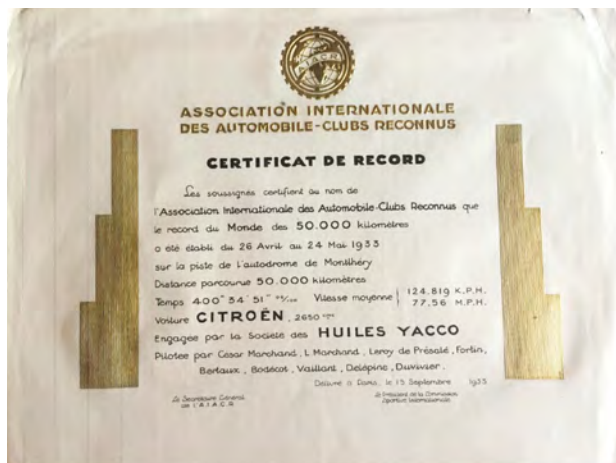 A.I.A.C.R.
ASSOCIATION INTERNATIONALE
DES AUTOMOBILE-CLUBS RECONNUS
CERTIFICAT DE RECORD
Les soussignés certifient au nom de
l'Association Internationale des Automobile-Clubs Reconnus que
le record du Monde des 50.000 kilomètres
a été établi du 26 Avril au 24 Mai 1933
sur la piste de l'autodrome de Montlhéry
Distance parcourue 50.000 kilomètres
Temps 400ʰ 34' 51" Vitesse moyenne 124.819 K.P.H.
77.56 M.P.H.
Voiture CITROËN, 2650
Engagée par la Société des HUILES YACCO
Pilotée par César Marchand, L. Marchand, Leroy de Présalé, Fortin,
Bertaux, Bodécot, Vaillant, Delépine, Duvivier.
Délivré à Paris, le 15 Septembre 1933
Le Secrétaire Général
de l'A.I.A.C.R.
Le Président de la Commission
Sportive Internationale